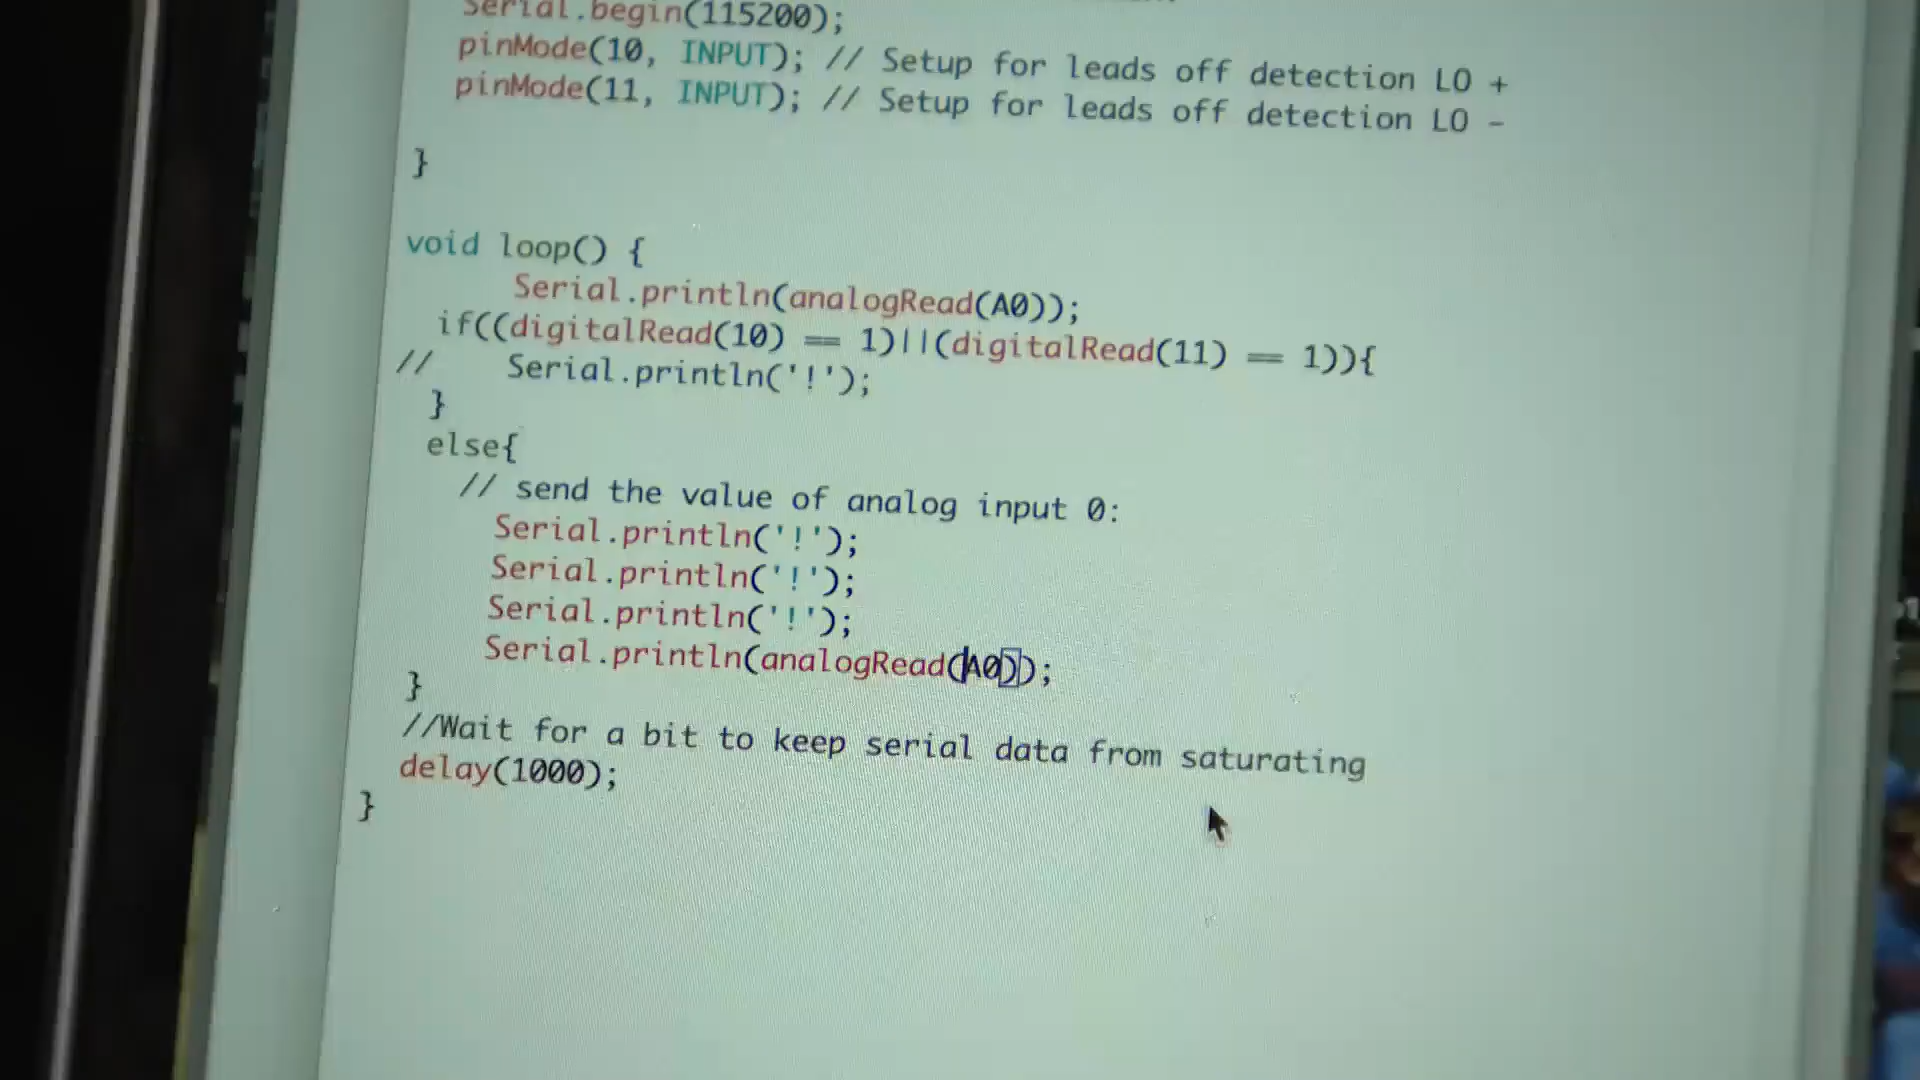 Serial.begin(115200);
pinMode(10, INPUT); // Setup for leads off detection LO +
pinMode(11, INPUT); // Setup for leads off detection LO -
}
void loop() {
Serial.println(analogRead(A0));
if((digitalRead(10) == 1)||(digitalRead(11) == 1)){
// Serial.println('!');
}
else{
// send the value of analog input 0:
Serial.println('!');
Serial.println('!');
Serial.println('!');
Serial.println(analogRead(A0));
}
//Wait for a bit to keep serial data from saturating
delay(1000);
}